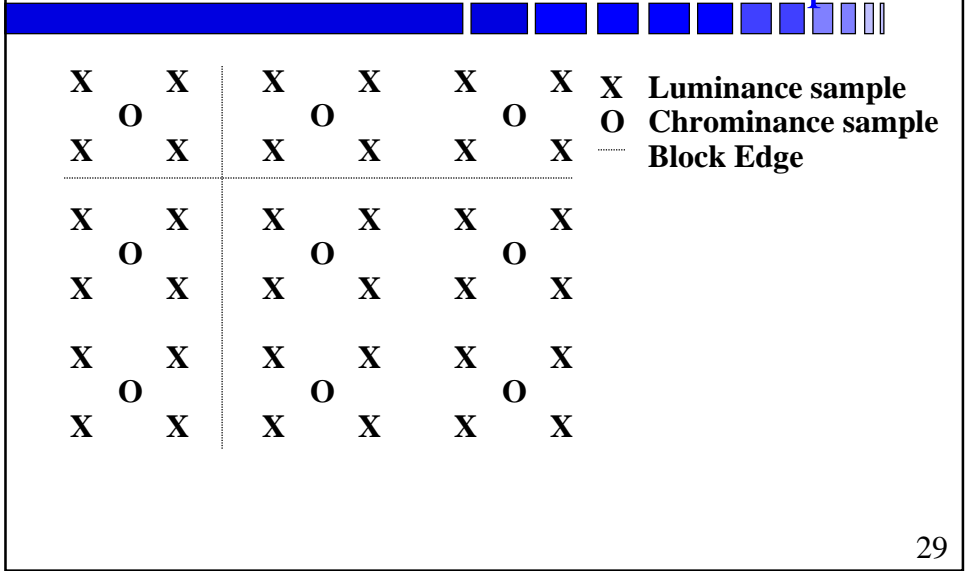 X X X X X X
O O O
X X X X X X
X Luminance sample
O Chrominance sample
Block Edge
X X X X X X
O O O
X X X X X X
X X X X X X
O O O
X X X X X X
29